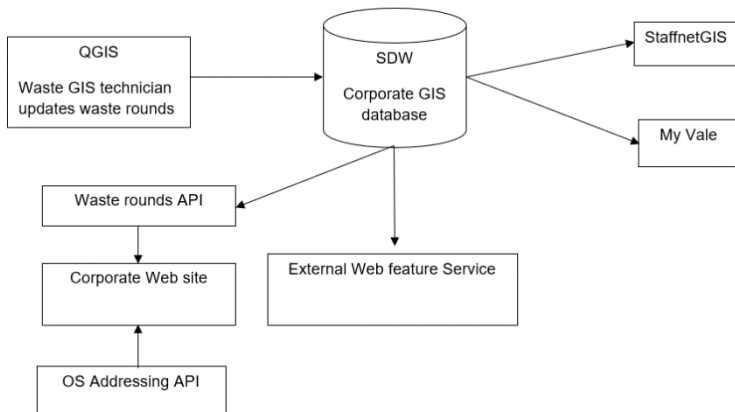 QGIS
Waste GIS technician
updates waste rounds
SDW
Corporate GIS
database
StaffnetGIS
My Vale
Waste rounds API
Corporate Web site
External Web feature Service
OS Addressing API